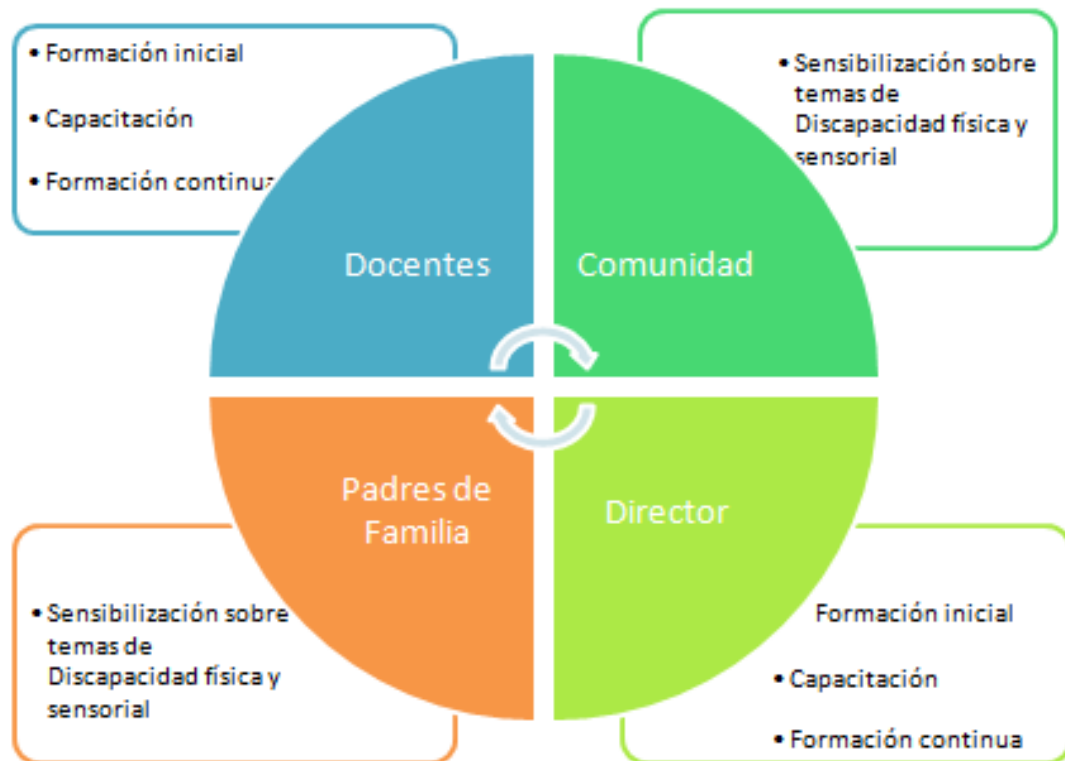 • Formación inicial
• Capacitación
• Formación continua
Docentes
• Sensibilización sobre
temas de
Discapacidad física y
sensorial
Comunidad
Padres de
Familia
• Sensibilización sobre
temas de
Discapacidad física y
sensorial
Director
Formación inicial
• Capacitación
• Formación continua